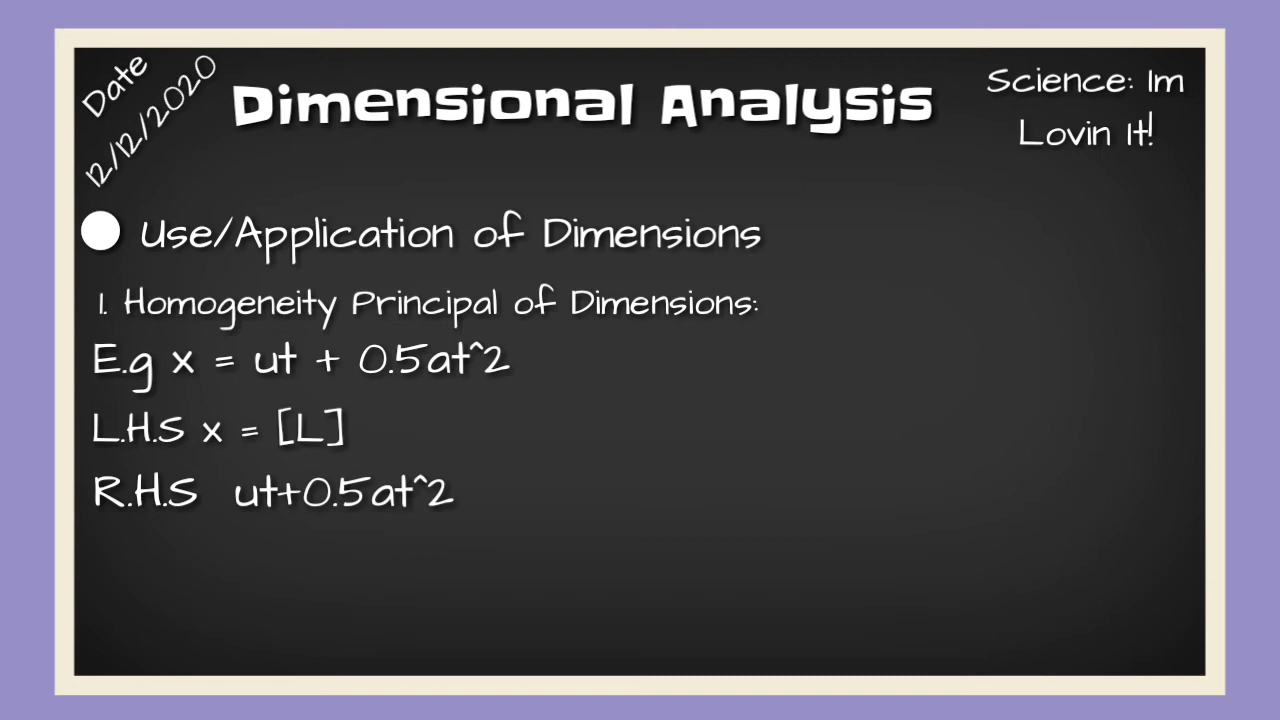 Date
12/12/2020
Dimensional Analysis
Science: Im
Lovin It!
Use/Application of Dimensions
1. Homogeneity Principal of Dimensions:
E.g x = ut + 0.5at^2
L.H.S x = [L]
R.H.S ut+0.5at^2